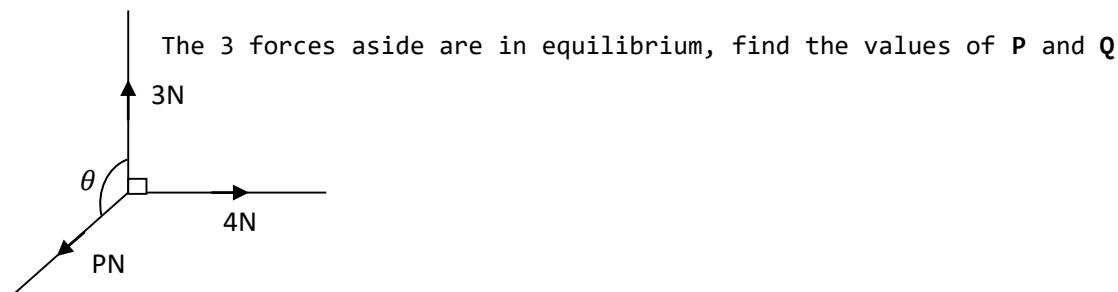 The 3 forces aside are in equilibrium, find the values of P and Q
3N
θ
4N
PN